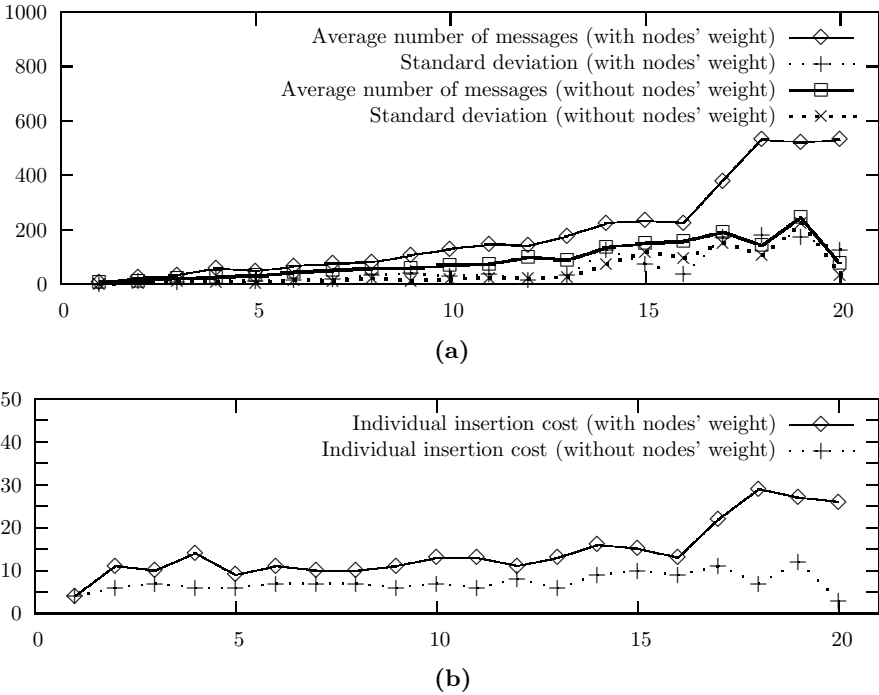 1000
800
600
400
200
0
Average number of messages (with nodes' weight)
Standard deviation (with nodes' weight)
Average number of messages (without nodes' weight)
Standard deviation (without nodes' weight)
0 5 10 15 20
(a)
50
40
30
20
10
0
Individual insertion cost (with nodes' weight)
Individual insertion cost (without nodes' weight)
0 5 10 15 20
(b)